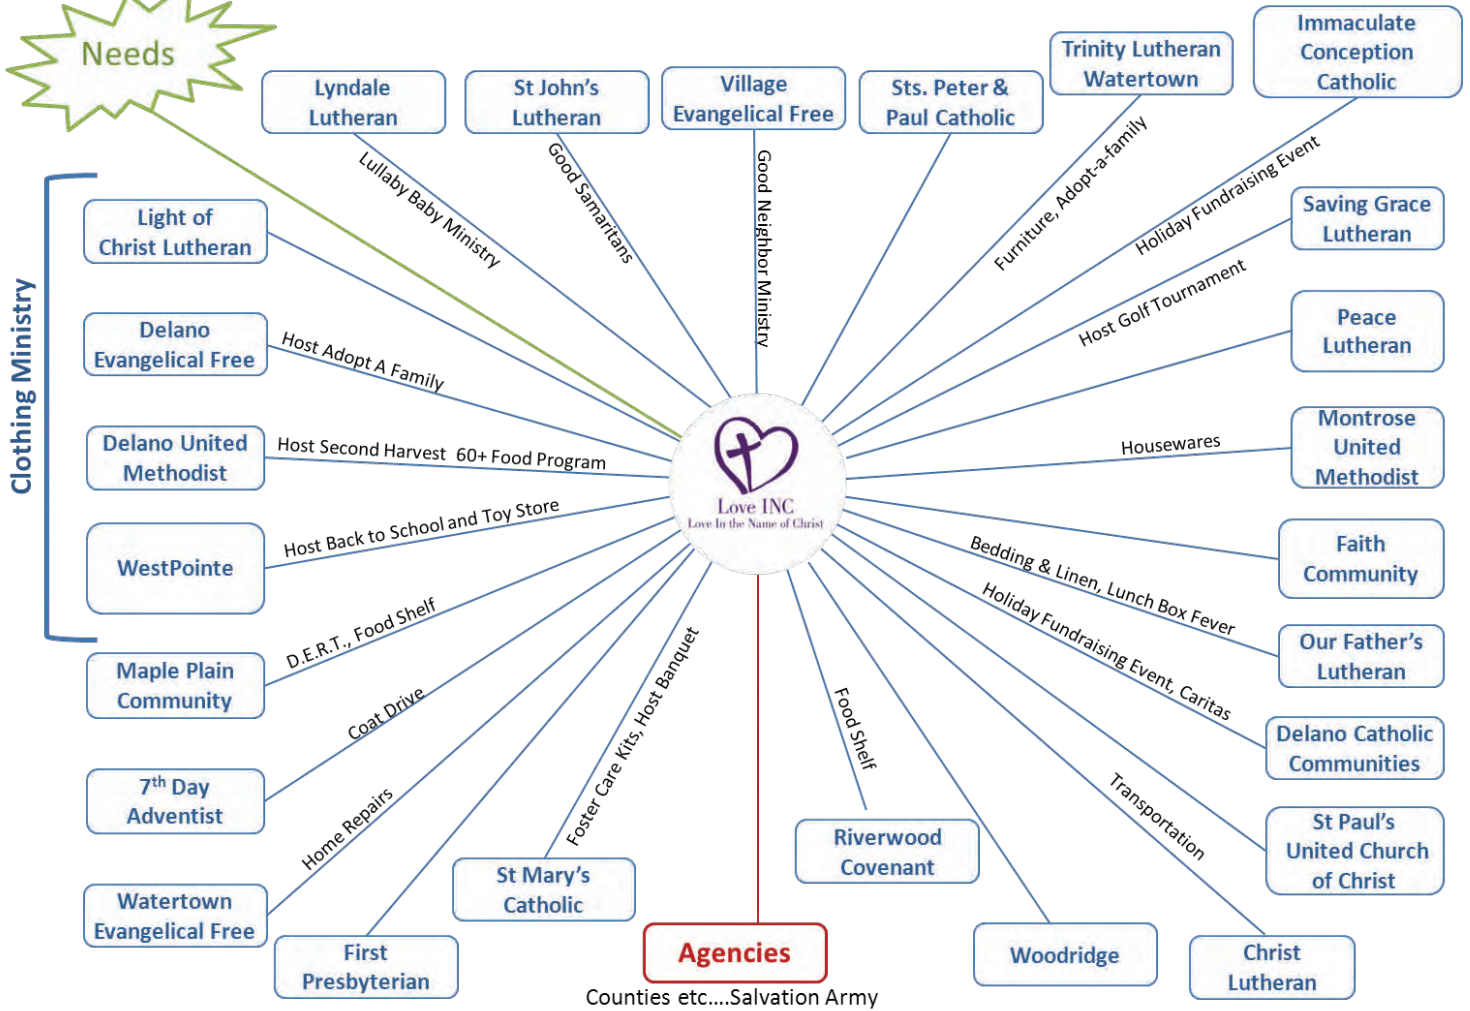 Needs
Lyndale
Lutheran
St John's
Lutheran
Village
Evangelical Free
Sts. Peter &
Paul Catholic
Trinity Lutheran
Watertown
Immaculate
Conception
Catholic
Lullaby Baby Ministry
Good Samaritans
Good Neighbor Ministry
Furniture, Adopt-a-family
Holiday Fundraising Event
Clothing Ministry
Light of
Christ Lutheran
Saving Grace
Lutheran
Host Golf Tournament
Delano
Evangelical Free
Host Adopt A Family
Peace
Lutheran
Delano United
Methodist
Host Second Harvest 60+ Food Program
Housewares
Montrose
United
Methodist
Love INC
Love In the Name of Christ
WestPointe
Host Back to School and Toy Store
Faith
Community
Maple Plain
Community
D.E.R.T., Food Shelf
Bedding & Linen, Lunch Box Fever
Our Father's
Lutheran
Holiday Fundraising Event, Caritas
Delano Catholic
Communities
7th Day
Adventist
Coat Drive
Foster Care Kits, Host Banquet
Food Shelf
Transportation
St Paul's
United Church
of Christ
Home Repairs
Watertown
Evangelical Free
St Mary's
Catholic
Riverwood
Covenant
First
Presbyterian
Agencies
Counties etc....Salvation Army
Woodridge
Christ
Lutheran